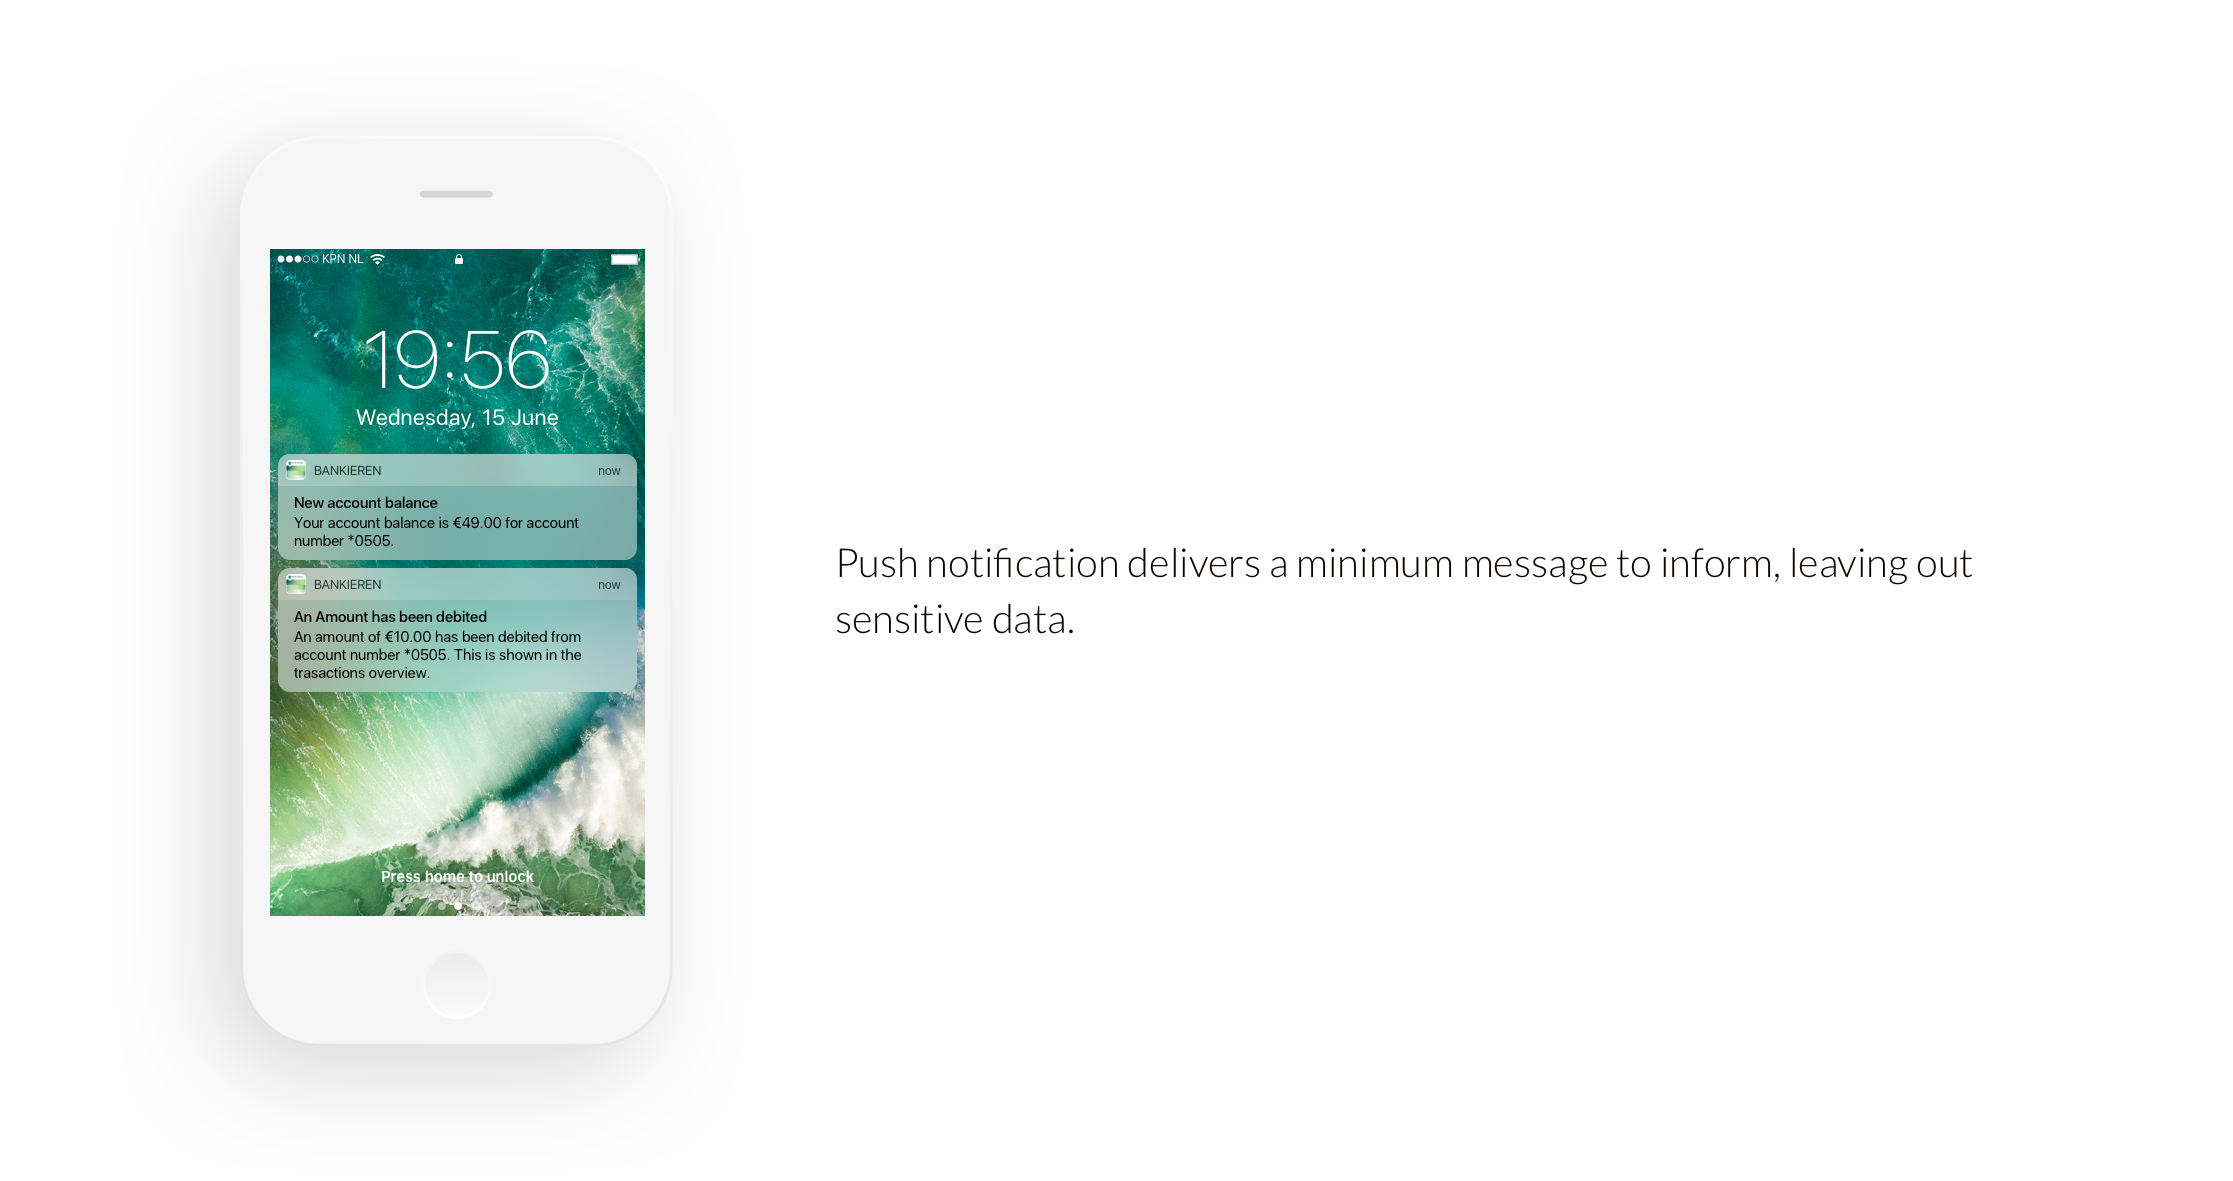 KPN NL
19:56
Wednesday, 15 June
BANKIEREN now
New account balance
Your account balance is €49.00 for account
number *0505.
BANKIEREN now
An Amount has been debited
An amount of €10.00 has been debited from
account number *0505. This is shown in the
trasactions overview.
Press home to unlock
Push notification delivers a minimum message to inform, leaving out
sensitive data.